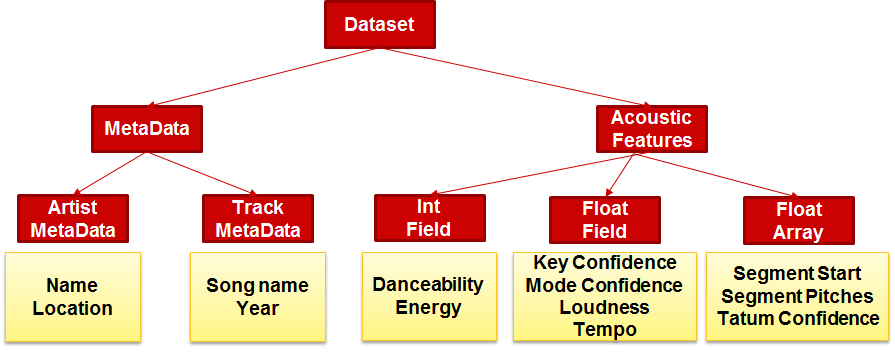 Dataset
MetaData
Acoustic
Features
Artist
MetaData
Track
MetaData
Int
Field
Float
Field
Float
Array
Name
Location
Song name
Year
Danceability
Energy
Key Confidence
Mode Confidence
Loudness
Tempo
Segment Start
Segment Pitches
Tatum Confidence